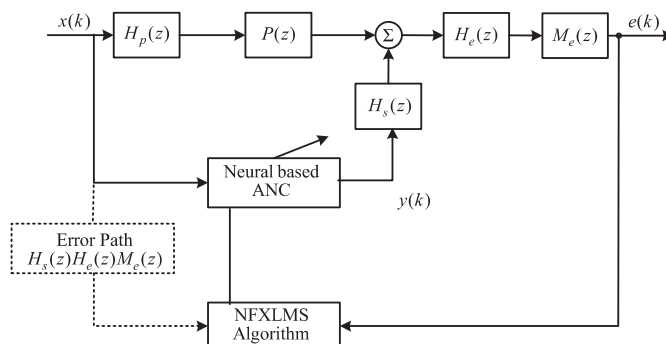 x(k)
H_p(z)
P(z)
Σ
H_e(z)
M_e(z)
e(k)
H_s(z)
Neural based
ANC
y(k)
Error Path
H_s(z)H_e(z)M_e(z)
NFXLMS
Algorithm